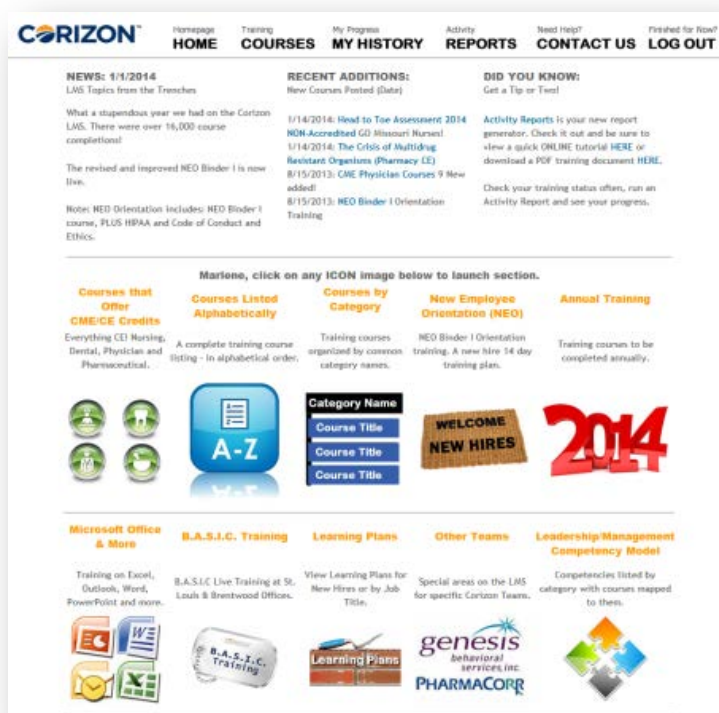 CORIZON™
Homepage
HOME
Training
COURSES
My Progress
MY HISTORY
Activity
REPORTS
Need Help?
CONTACT US
Finished for Now?
LOG OUT
NEWS: 1/1/2014
LMS Topics from the Trenches
What a stupendous year we had on the Corizon
LMS. There were over 16,000 course
completions!
The revised and improved NEO Binder I is now
live.
Note: NEO Orientation includes: NEO Binder I
course, PLUS HIPAA and Code of Conduct and
Ethics.
RECENT ADDITIONS:
New Courses Posted (Date)
1/14/2014: Head to Toe Assessment 2014
NON-Accredited GO Missouri Nurses!
1/14/2014: The Crisis of Multidrug
Resistant Organisms (Pharmacy CE)
8/15/2013: CME Physician Courses 9 New
added!
8/15/2013: NEO Binder I Orientation
Training
DID YOU KNOW:
Get a Tip or Two!
Activity Reports is your new report
generator. Check it out and be sure to
view a quick ONLINE tutorial HERE or
download a PDF training document HERE.
Check your training status often, run an
Activity Report and see your progress.
Marlene, click on any ICON image below to launch section.
Courses that
Offer
CME/CE Credits
Everything CE! Nursing,
Dental, Physician and
Pharmaceutical.
Courses Listed
Alphabetically
A complete training course
listing - in alphabetical order.
A-Z
Courses by
Category
Training courses
organized by common
category names.
Category Name
Course Title
Course Title
Course Title
New Employee
Orientation (NEO)
NEO Binder I Orientation
training. A new hire 14 day
training plan.
WELCOME
NEW HIRES
Annual Training
Training courses to be
completed annually.
2014
Microsoft Office
& More
Training on Excel,
Outlook, Word,
PowerPoint and more.
B.A.S.I.C. Training
B.A.S.I.C Live Training at St.
Louis & Brentwood Offices.
B.A.S.I.C.
Training
Learning Plans
View Learning Plans for
New Hires or by Job
Title.
Learning Plans
Other Teams
Special areas on the LMS
for specific Corizon Teams.
genesis
behavioral
services, inc.
PHARMACORR
Leadership/Management
Competency Model
Competencies listed by
category with courses mapped
to them.